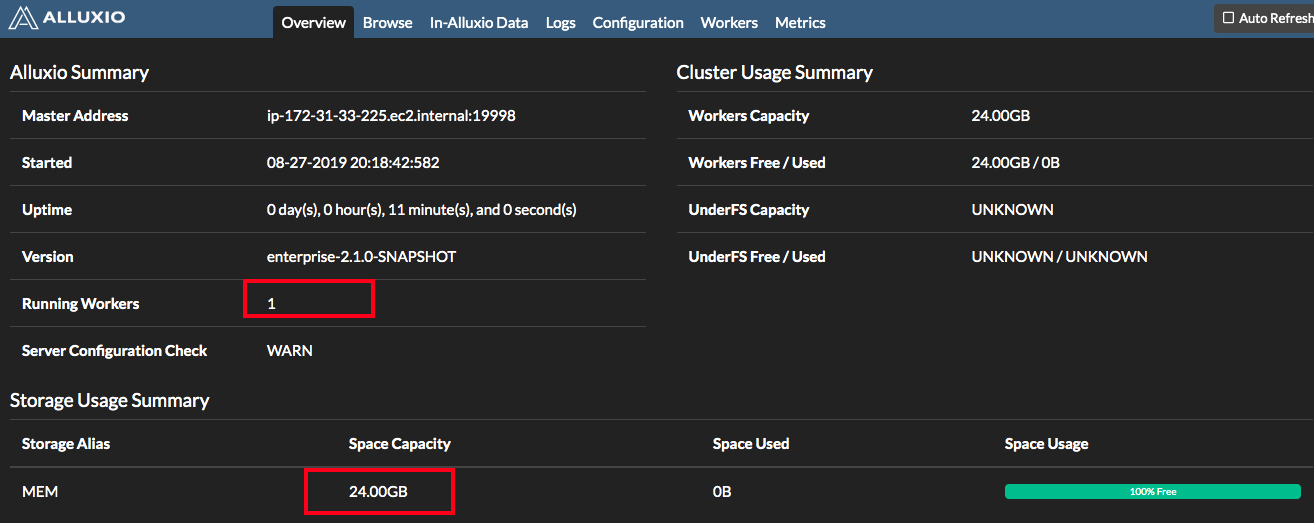 ALLUXIO Overview Browse In-Alluxio Data Logs Configuration Workers Metrics Auto Refresh
Alluxio Summary
Master Address ip-172-31-33-225.ec2.internal:19998
Started 08-27-2019 20:18:42:582
Uptime 0 day(s), 0 hour(s), 11 minute(s), and 0 second(s)
Version enterprise-2.1.0-SNAPSHOT
Running Workers 1
Server Configuration Check WARN
Cluster Usage Summary
Workers Capacity 24.00GB
Workers Free / Used 24.00GB / 0B
UnderFS Capacity UNKNOWN
UnderFS Free / Used UNKNOWN / UNKNOWN
Storage Usage Summary
Storage Alias Space Capacity Space Used Space Usage
MEM 24.00GB 0B 100% Free